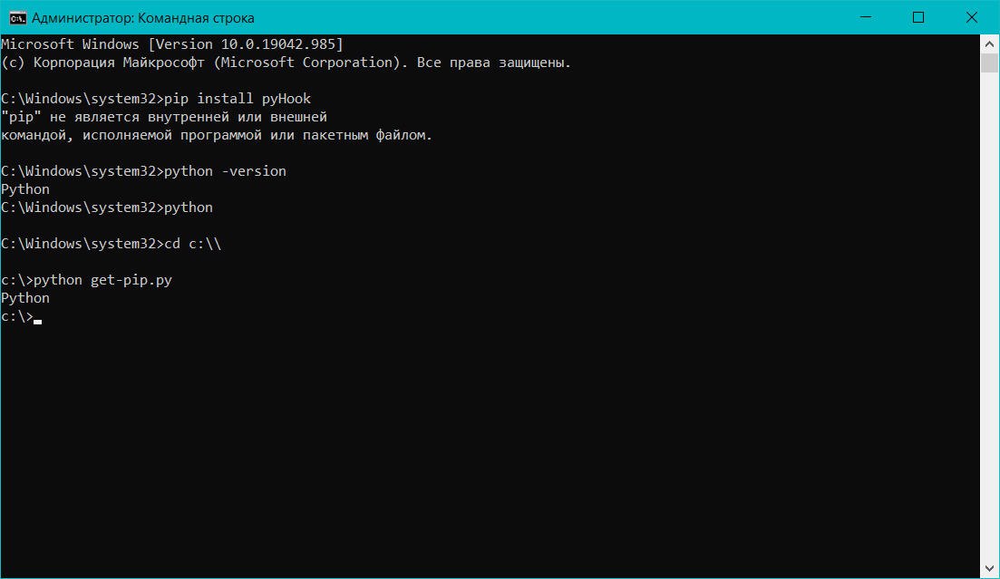 Администратор: Командная строка
Microsoft Windows [Version 10.0.19042.985]
(c) Корпорация Майкрософт (Microsoft Corporation). Все права защищены.
C:\Windows\system32>pip install pyHook
"pip" не является внутренней или внешней
командой, исполняемой программой или пакетным файлом.
C:\Windows\system32>python -version
Python
C:\Windows\system32>python
C:\Windows\system32>cd c:\\
c:\>python get-pip.py
Python
c:\>